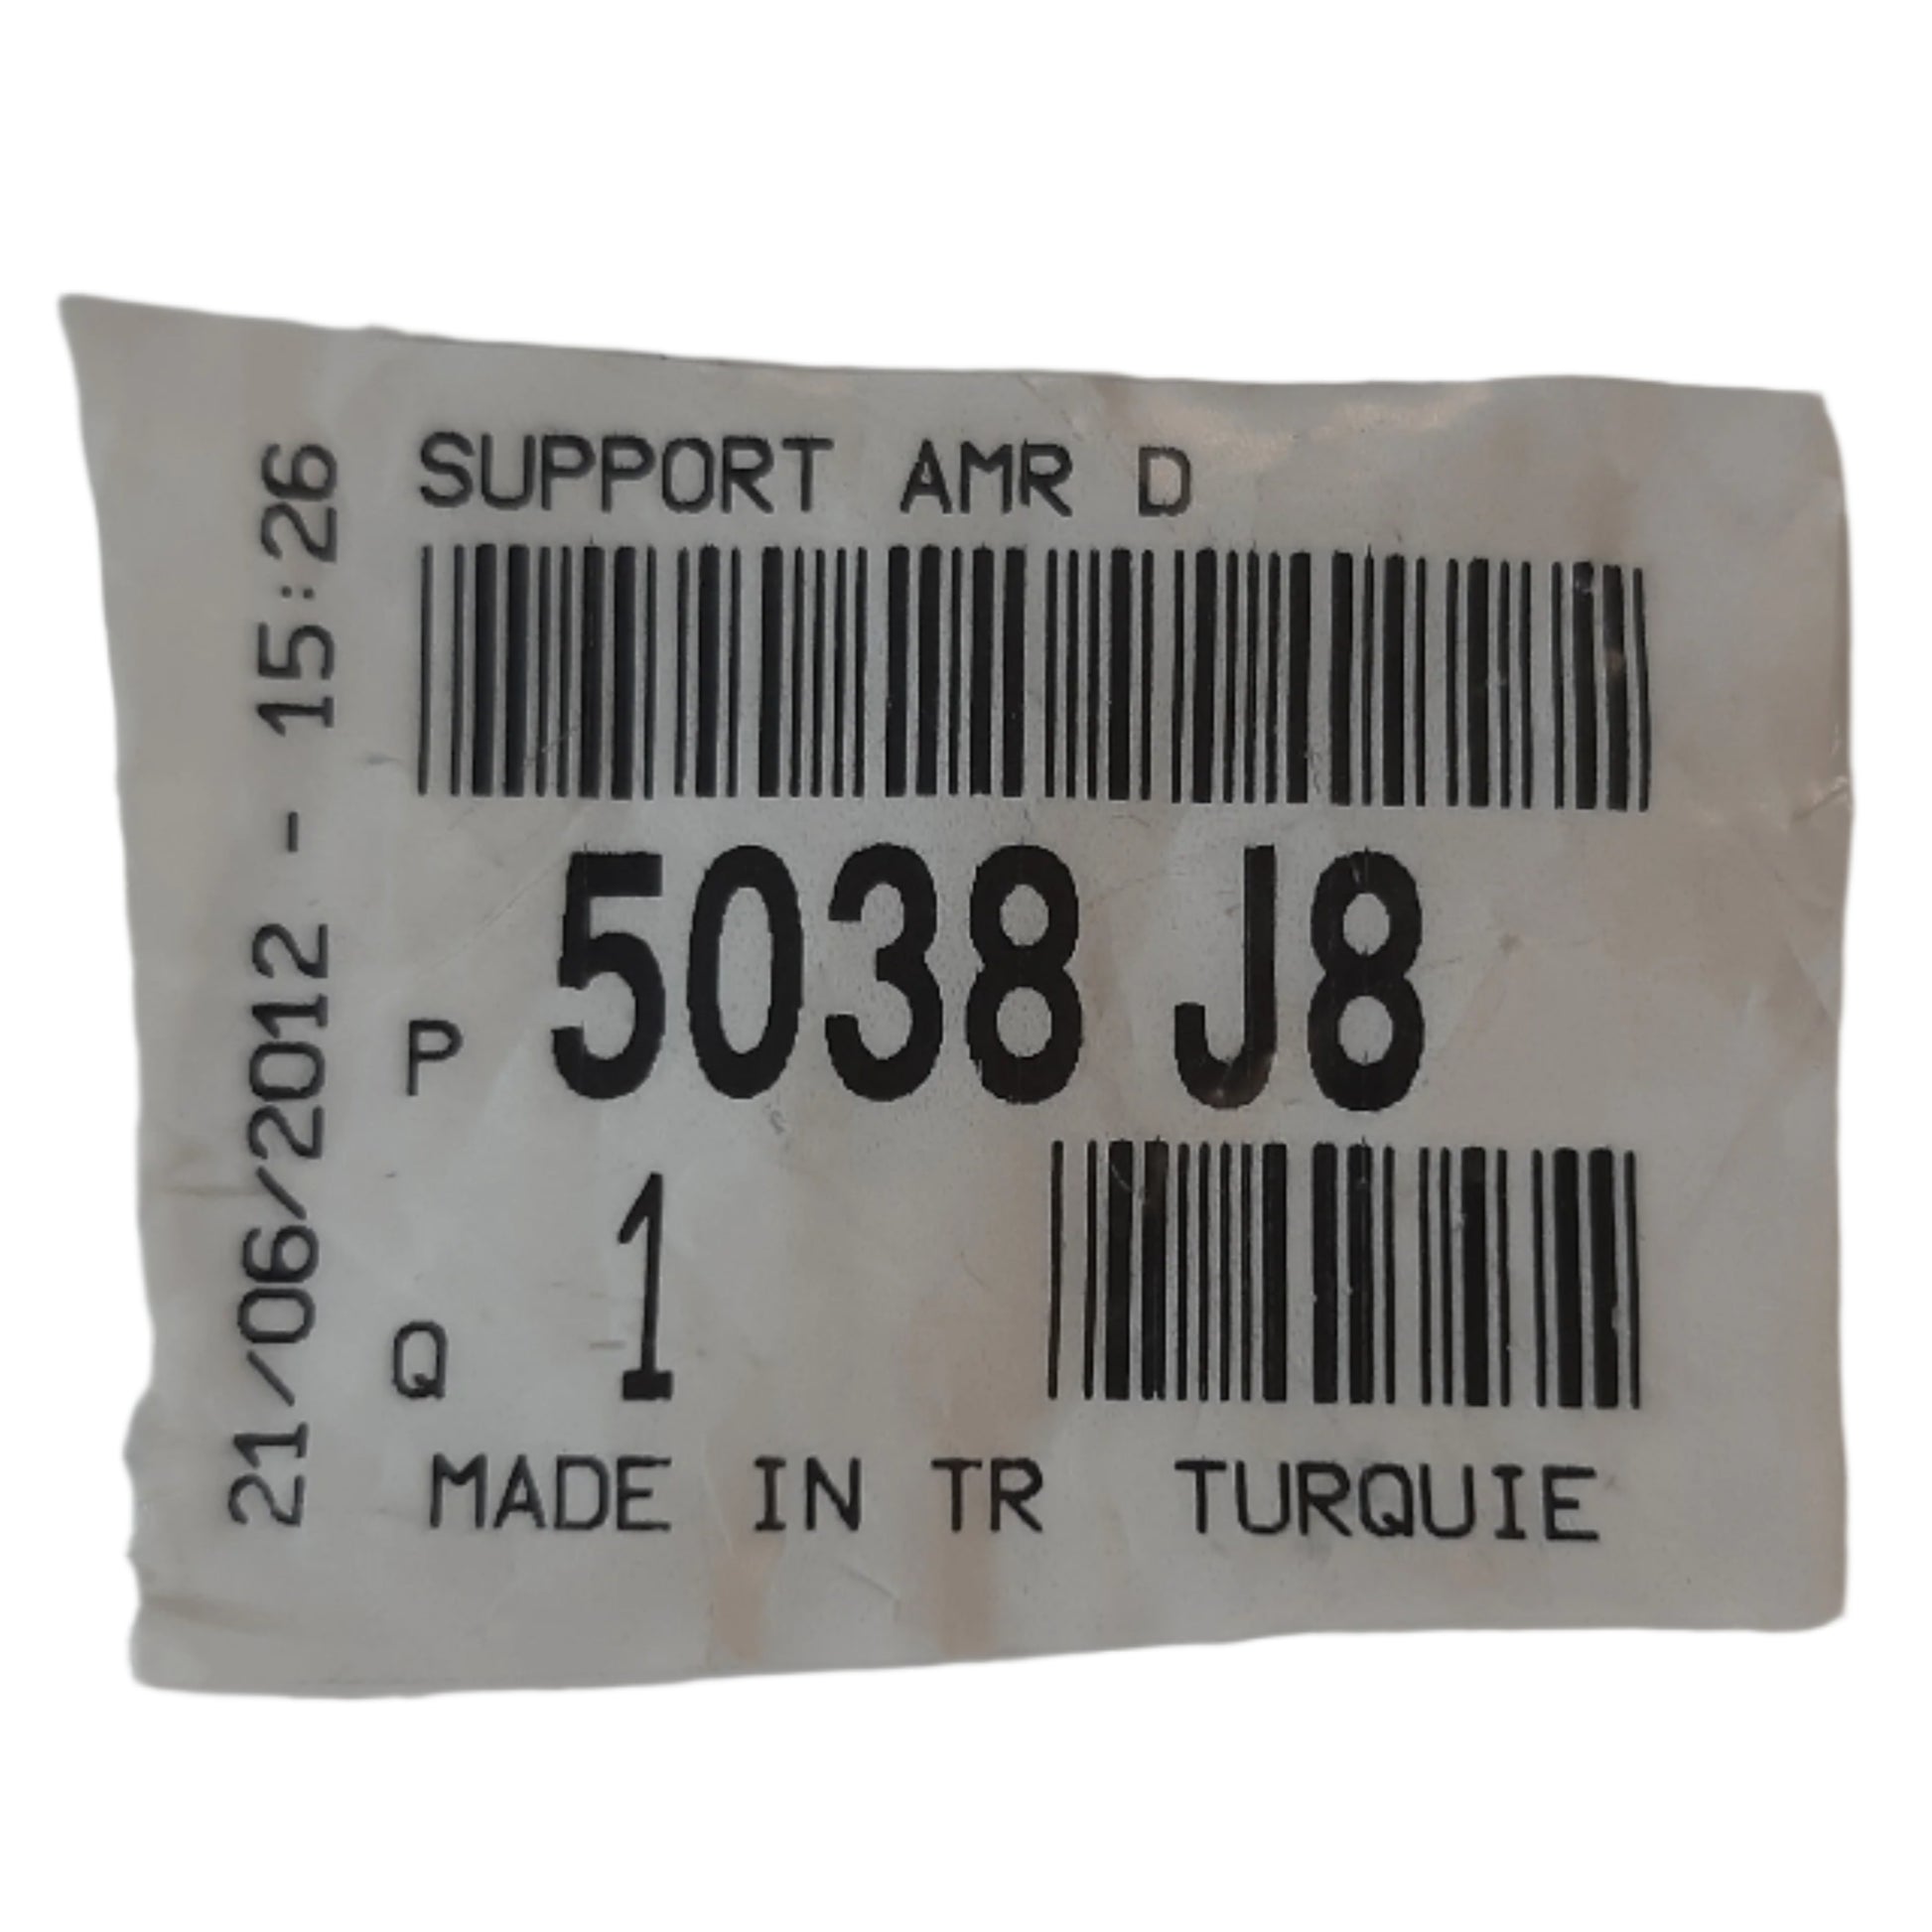 SUPPORT AMR D
P 5038 J8
Q 1
MADE IN TR TURQUIE
21/06/2012 - 15:26